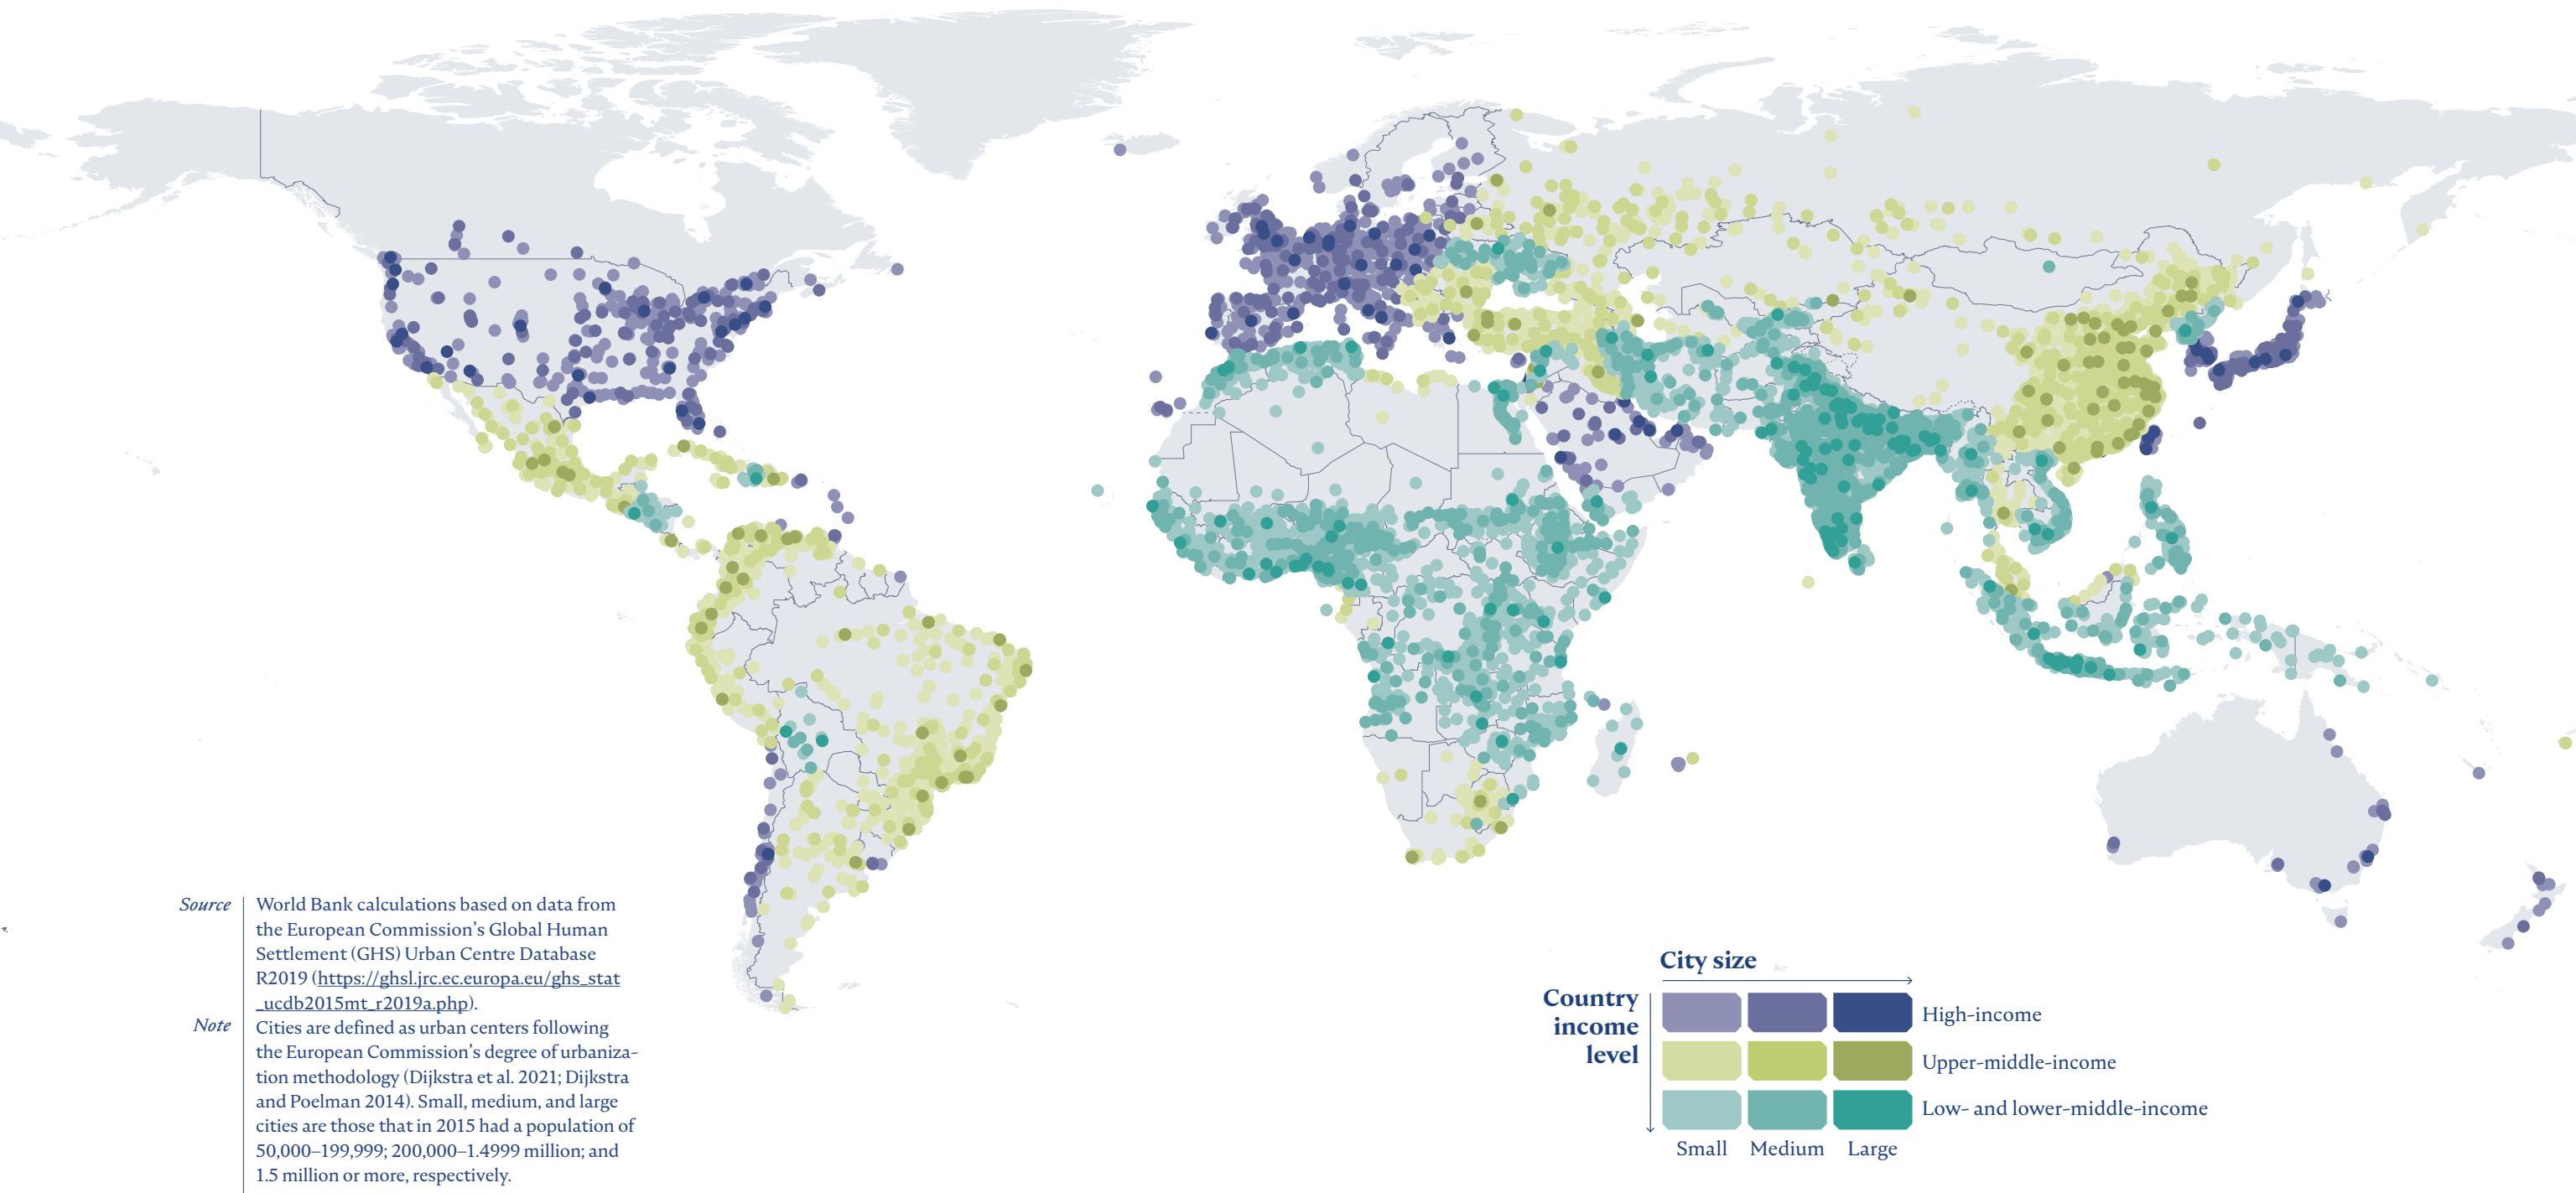 Source
World Bank calculations based on data from
the European Commission’s Global Human
Settlement (GHS) Urban Centre Database
R2019 (https://ghsl.jrc.ec.europa.eu/ghs_stat
_ucdb2015mt_r2019a.php).
Note
Cities are defined as urban centers following
the European Commission’s degree of urbaniza-
tion methodology (Dijkstra et al. 2021; Dijkstra
and Poelman 2014). Small, medium, and large
cities are those that in 2015 had a population of
50,000–199,999; 200,000–1.4999 million; and
1.5 million or more, respectively.
City size
Country
income
level
High-income
Upper-middle-income
Low- and lower-middle-income
Small Medium Large